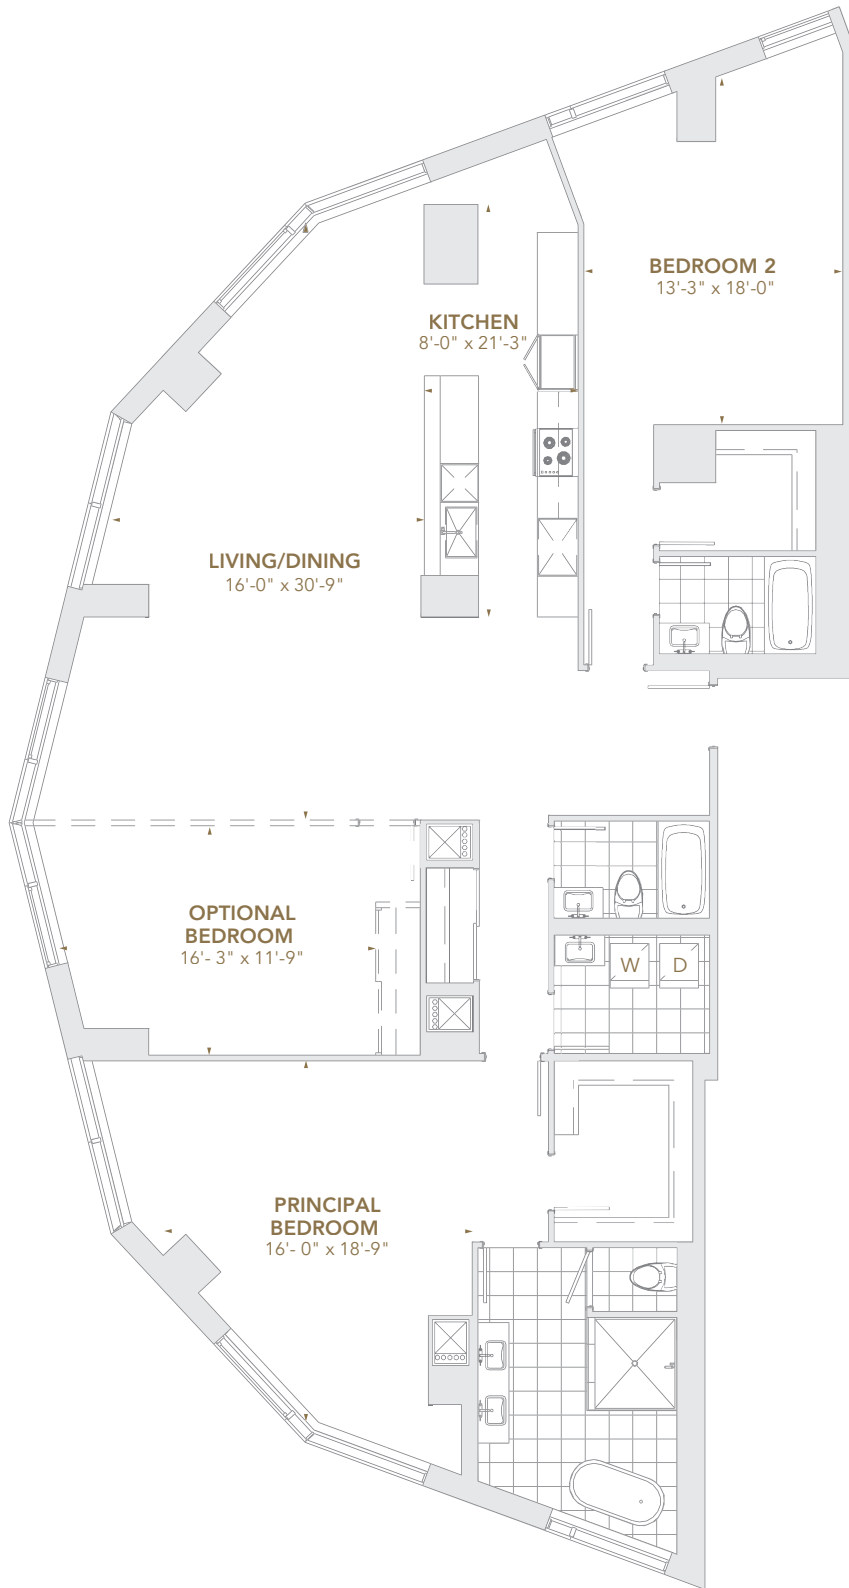 BEDROOM 2
13'-3" x 18'-0"
KITCHEN
8'-0" x 21'-3"
LIVING/DINING
16'-0" x 30'-9"
OPTIONAL
BEDROOM
16'- 3" x 11'-9"
W D
PRINCIPAL
BEDROOM
16'- 0" x 18'-9"